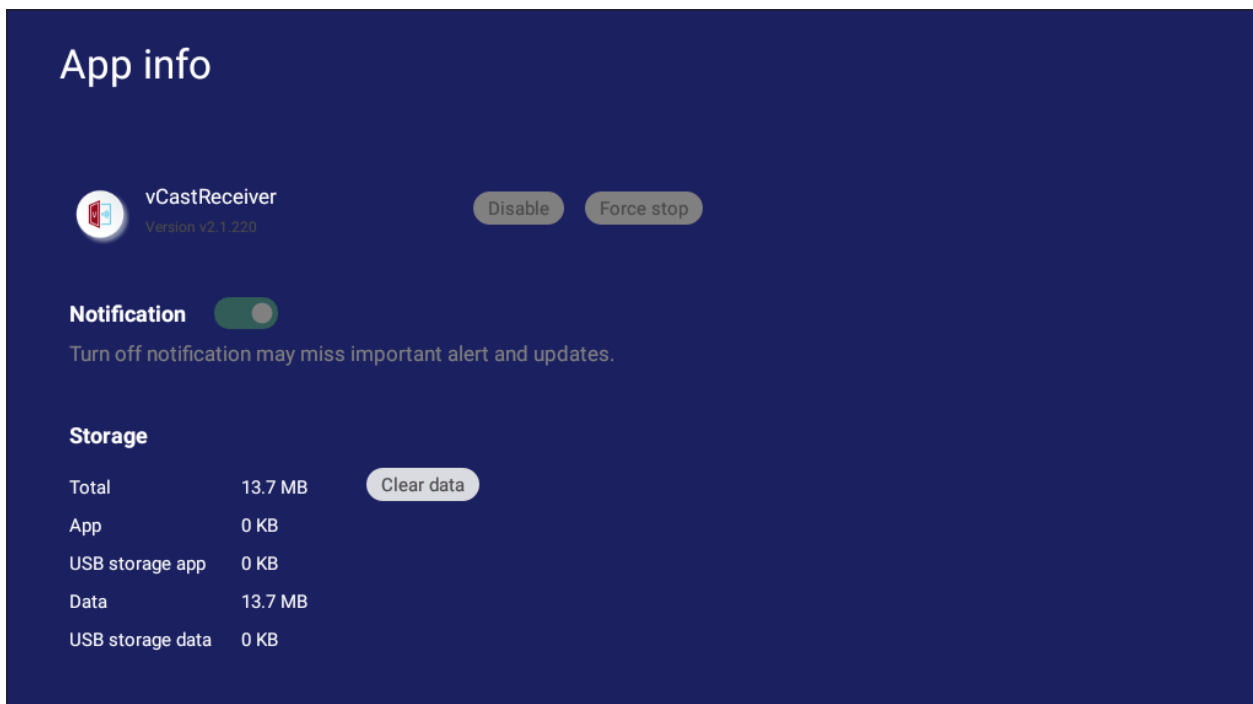 App info
vCastReceiver
Version v2.1.220
Disable
Force stop
Notification
Turn off notification may miss important alert and updates.
Storage
Total 13.7 MB Clear data
App 0 KB
USB storage app 0 KB
Data 13.7 MB
USB storage data 0 KB